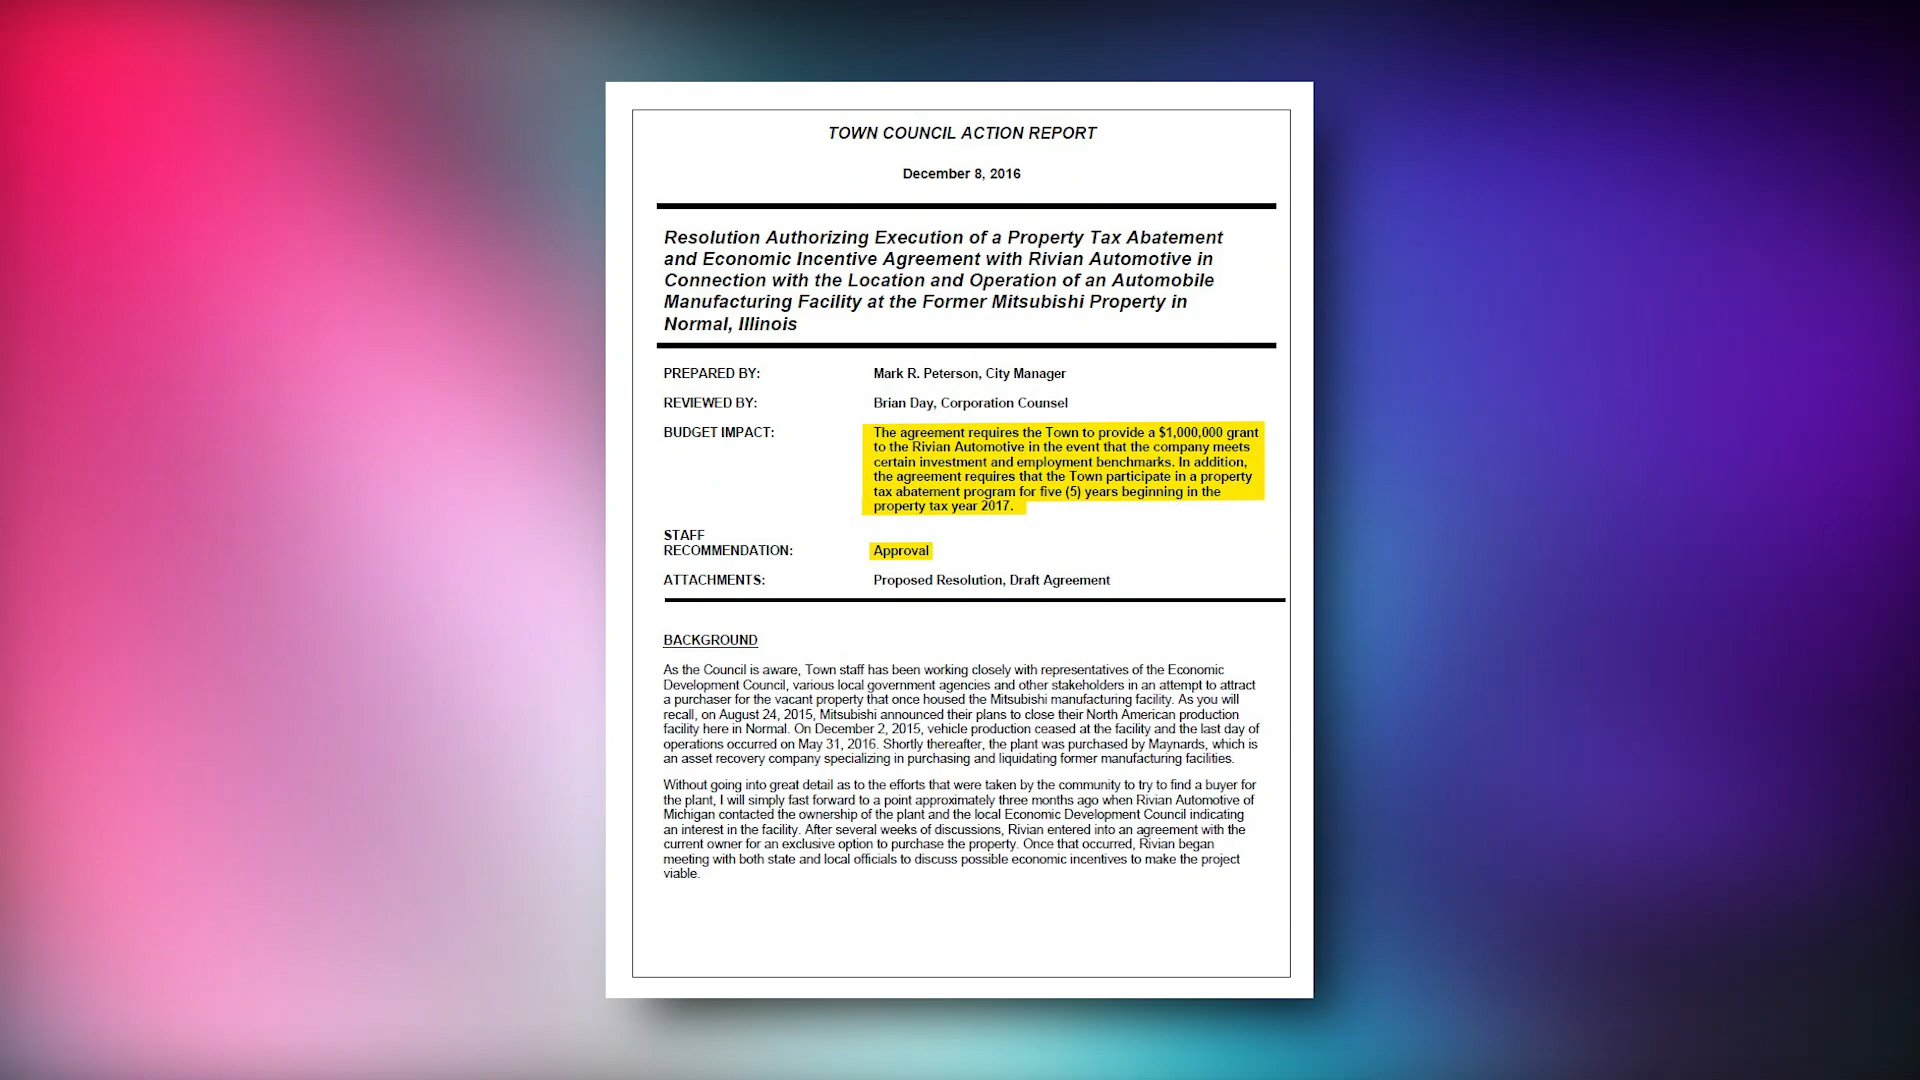 TOWN COUNCIL ACTION REPORT
December 8, 2016
Resolution Authorizing Execution of a Property Tax Abatement
and Economic Incentive Agreement with Rivian Automotive in
Connection with the Location and Operation of an Automobile
Manufacturing Facility at the Former Mitsubishi Property in
Normal, Illinois
PREPARED BY: Mark R. Peterson, City Manager
REVIEWED BY: Brian Day, Corporation Counsel
BUDGET IMPACT: The agreement requires the Town to provide a $1,000,000 grant
to the Rivian Automotive in the event that the company meets
certain investment and employment benchmarks. In addition,
the agreement requires that the Town participate in a property
tax abatement program for five (5) years beginning in the
property tax year 2017.
STAFF
RECOMMENDATION: Approval
ATTACHMENTS: Proposed Resolution, Draft Agreement
BACKGROUND
As the Council is aware, Town staff has been working closely with representatives of the Economic
Development Council, various local government agencies and other stakeholders in an attempt to attract
a purchaser for the vacant property that once housed the Mitsubishi manufacturing facility. As you will
recall, on August 24, 2015, Mitsubishi announced their plans to close their North American production
facility here in Normal. On December 2, 2015, vehicle production ceased at the facility and the last day of
operations occurred on May 31, 2016. Shortly thereafter, the plant was purchased by Maynards, which is
an asset recovery company specializing in purchasing and liquidating former manufacturing facilities.
Without going into great detail as to the efforts that were taken by the community to try to find a buyer for
the plant, I will simply fast forward to a point approximately three months ago when Rivian Automotive of
Michigan contacted the ownership of the plant and the local Economic Development Council indicating
an interest in the facility. After several weeks of discussions, Rivian entered into an agreement with the
current owner for an exclusive option to purchase the property. Once that occurred, Rivian began
meeting with both state and local officials to discuss possible economic incentives to make the project
viable.